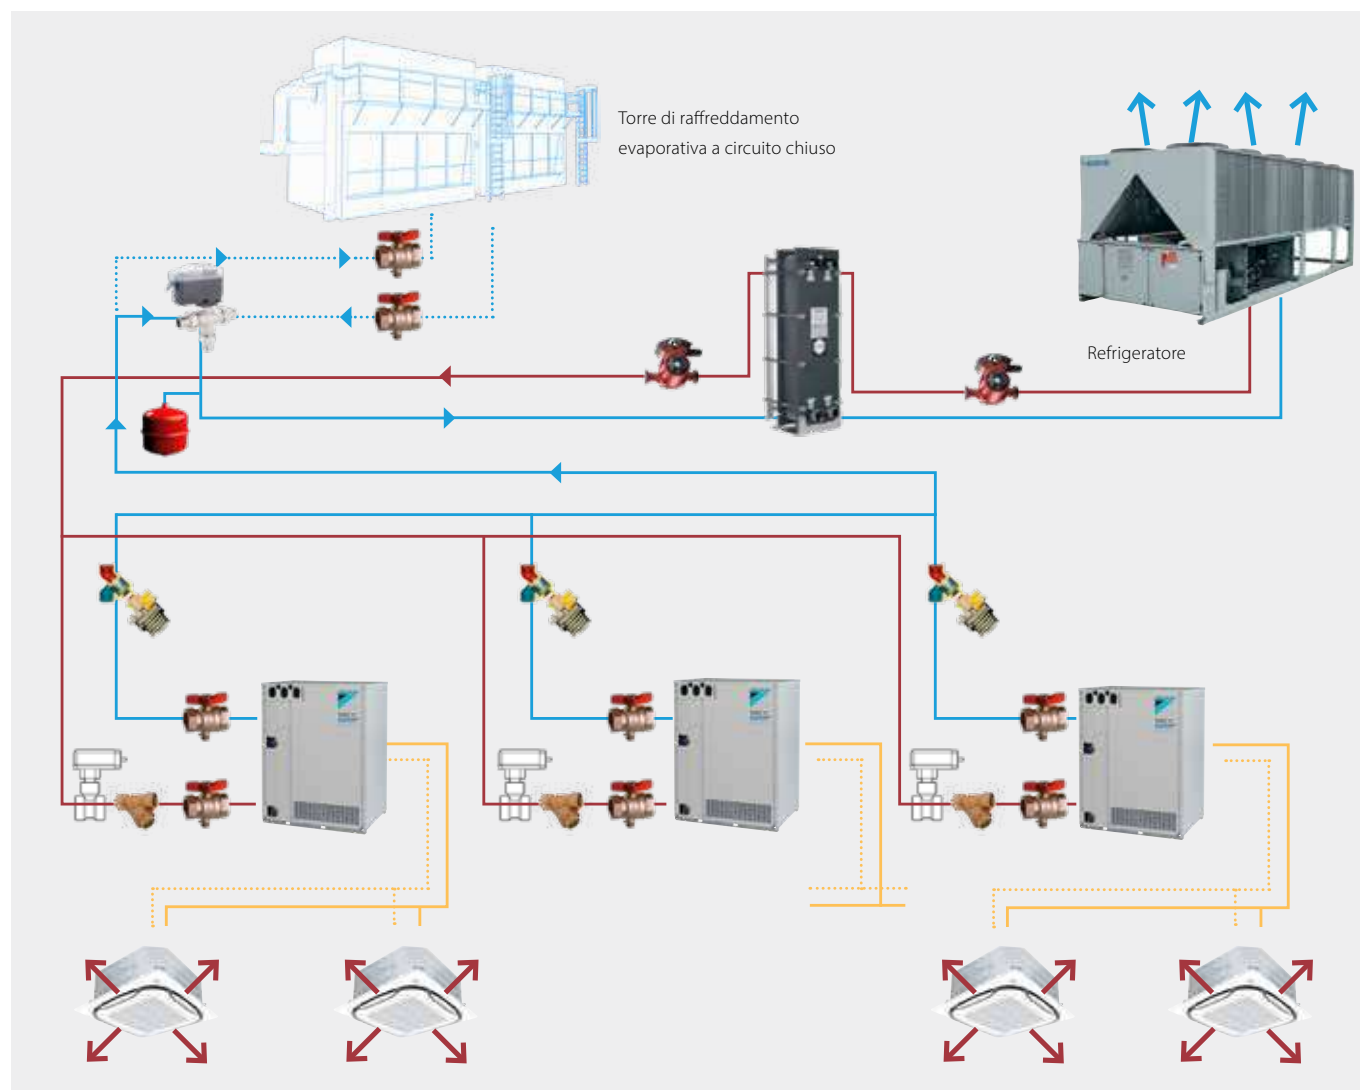 Torre di raffreddamento
evaporativa a circuito chiuso
Refrigeratore